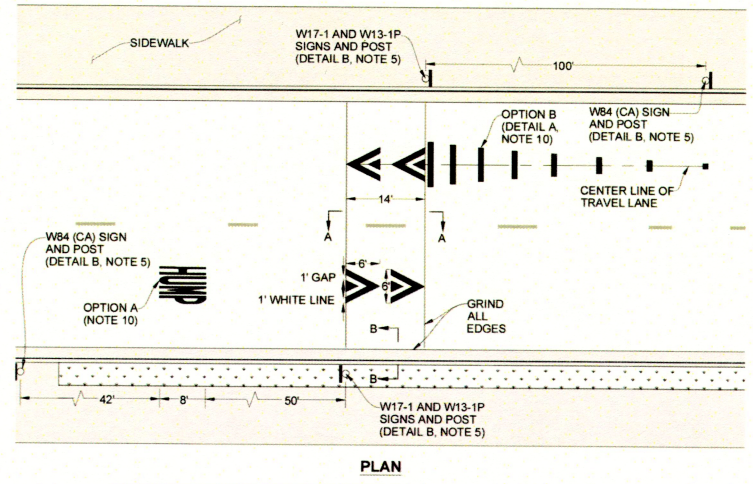 SIDEWALK
W17-1 AND W13-1P
SIGNS AND POST
(DETAIL B, NOTE 5)
100'
OPTION B
(DETAIL A,
NOTE 10)
W84 (CA) SIGN
AND POST
(DETAIL B, NOTE 5)
CENTER LINE OF
TRAVEL LANE
14'
A
A
W84 (CA) SIGN
AND POST
(DETAIL B, NOTE 5)
HUMP
OPTION A
(NOTE 10)
6'
1' GAP
6'
1' WHITE LINE
GRIND
ALL
EDGES
B
B
42'
8'
50'
W17-1 AND W13-1P
SIGNS AND POST
(DETAIL B, NOTE 5)
PLAN